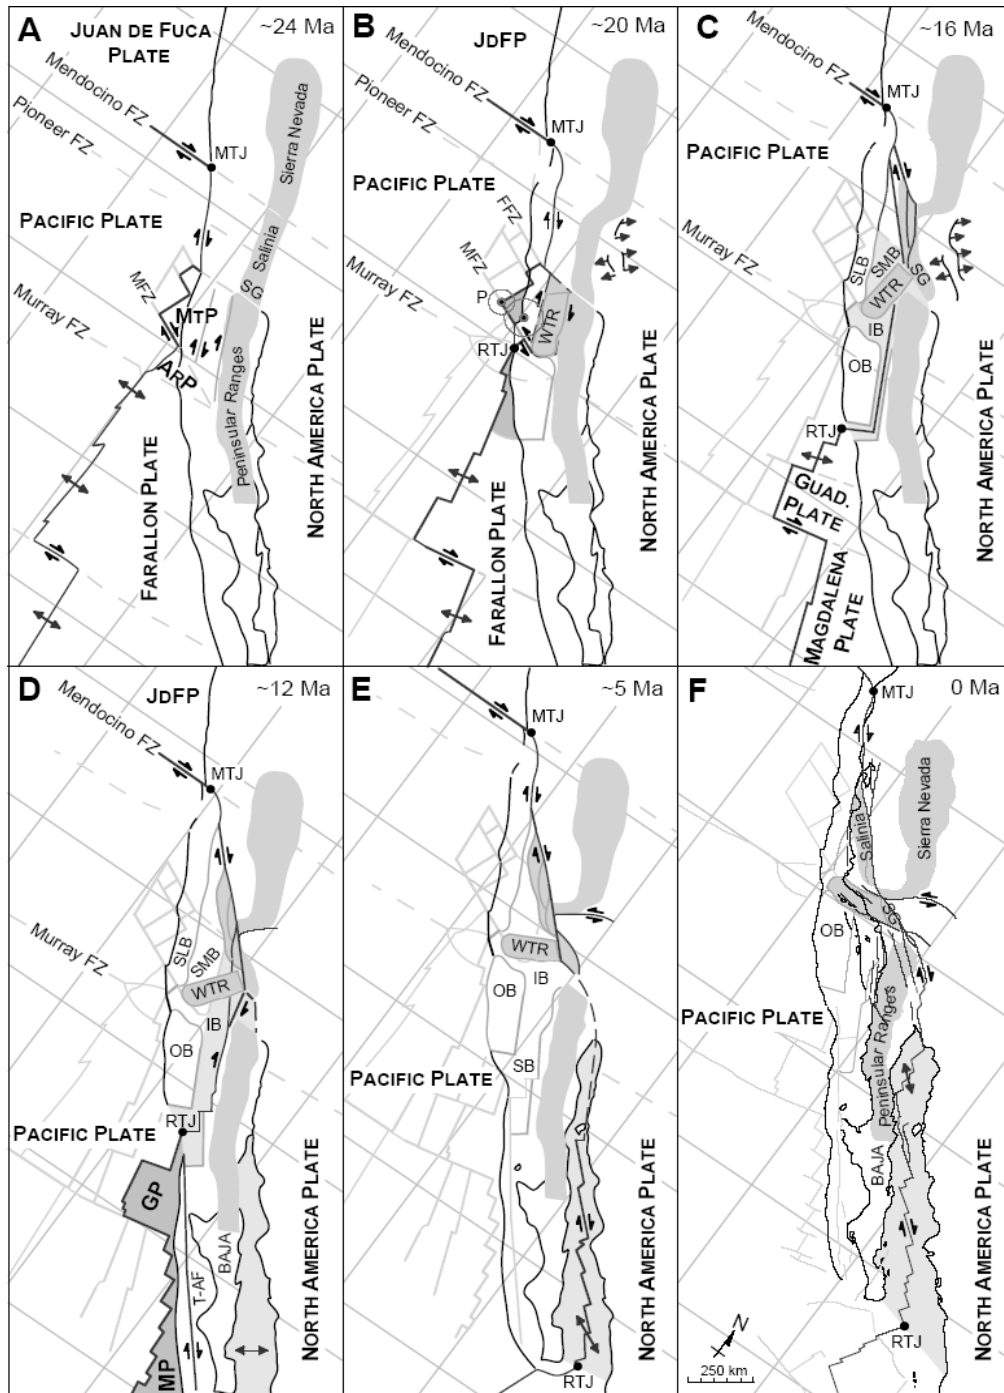 A
~24 Ma
JUAN DE FUCA
PLATE
Mendocino FZ
Pioneer FZ
MTJ
Sierra Nevada
PACIFIC PLATE
Salinia
MFZ
SG
Murray FZ
MTP
ARP
Peninsular Ranges
FARALLON PLATE
NORTH AMERICA PLATE
B
~20 Ma
JDFP
Mendocino FZ
Pioneer FZ
MTJ
PACIFIC PLATE
FFZ
MFZ
Murray FZ
P
WTR
RTJ
FARALLON PLATE
NORTH AMERICA PLATE
C
~16 Ma
Mendocino FZ
MTJ
PACIFIC PLATE
Murray FZ
SLB
SMB
SG
WTR
IB
OB
RTJ
GUAD.
PLATE
MAGDALENA
PLATE
NORTH AMERICA PLATE
D
~12 Ma
JDFP
Mendocino FZ
MTJ
Murray FZ
SLB
SMB
WTR
IB
OB
RTJ
PACIFIC PLATE
GP
BAJA
T-AF
MP
NORTH AMERICA PLATE
E
~5 Ma
MTJ
WTR
OB
IB
SB
PACIFIC PLATE
RTJ
NORTH AMERICA PLATE
F
0 Ma
MTJ
Sierra Nevada
Salinia
SG
OB
PACIFIC PLATE
Peninsular Ranges
BAJA
N
RTJ
250 km
NORTH AMERICA PLATE